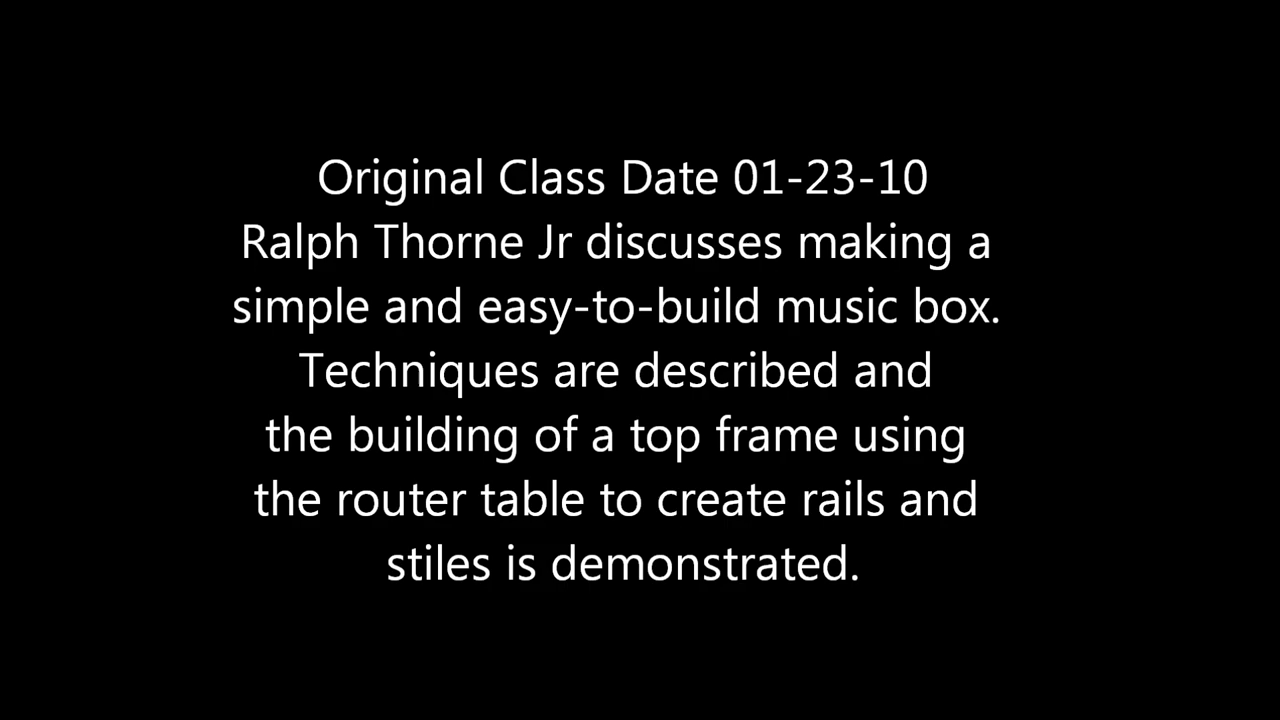 Original Class Date 01-23-10
Ralph Thorne Jr discusses making a
simple and easy-to-build music box.
Techniques are described and
the building of a top frame using
the router table to create rails and
stiles is demonstrated.